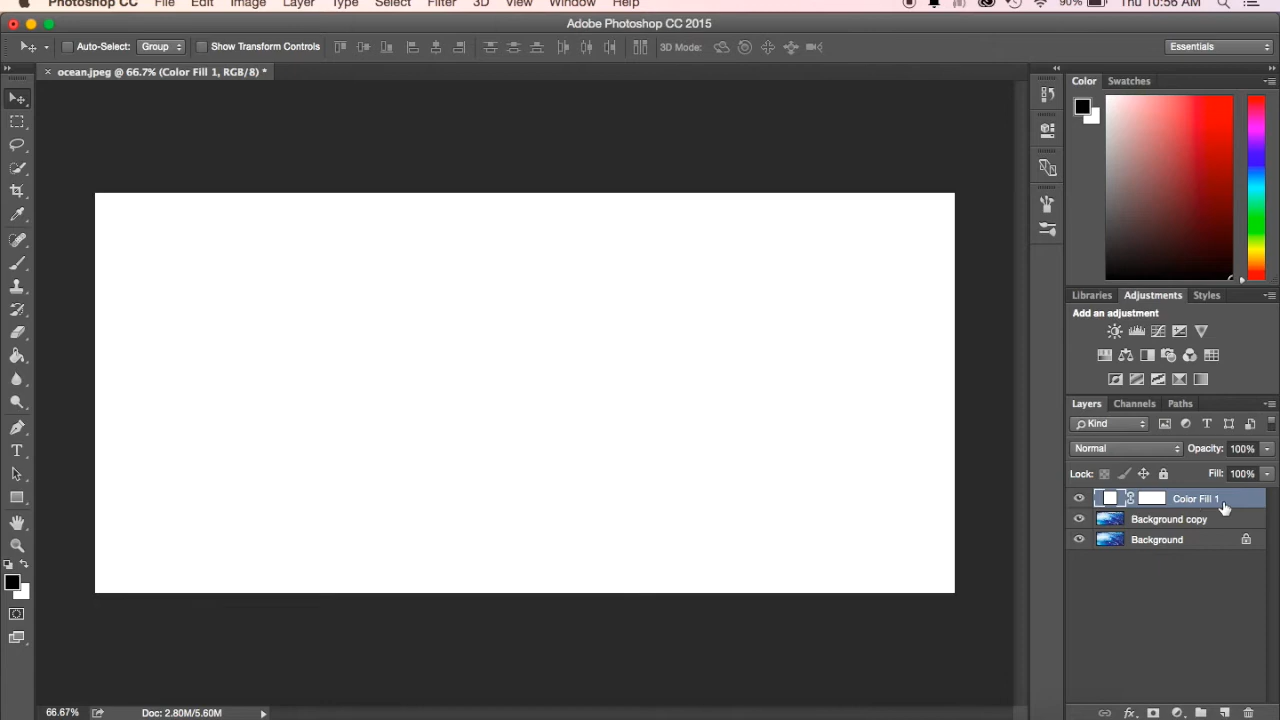 Photoshop CC File Edit Image Layer Type Select Filter 3D View Window Help 90% Thu 10:56 AM
Adobe Photoshop CC 2015
Auto-Select: Group Show Transform Controls 3D Mode: Essentials
ocean.jpeg @ 66.7% (Color Fill 1, RGB/8) *
Color Swatches
Libraries Adjustments Styles
Add an adjustment
Layers Channels Paths
Kind
Normal Opacity: 100%
Lock: Fill: 100%
Color Fill 1
Background copy
Background
66.67% Doc: 2.80M/5.60M